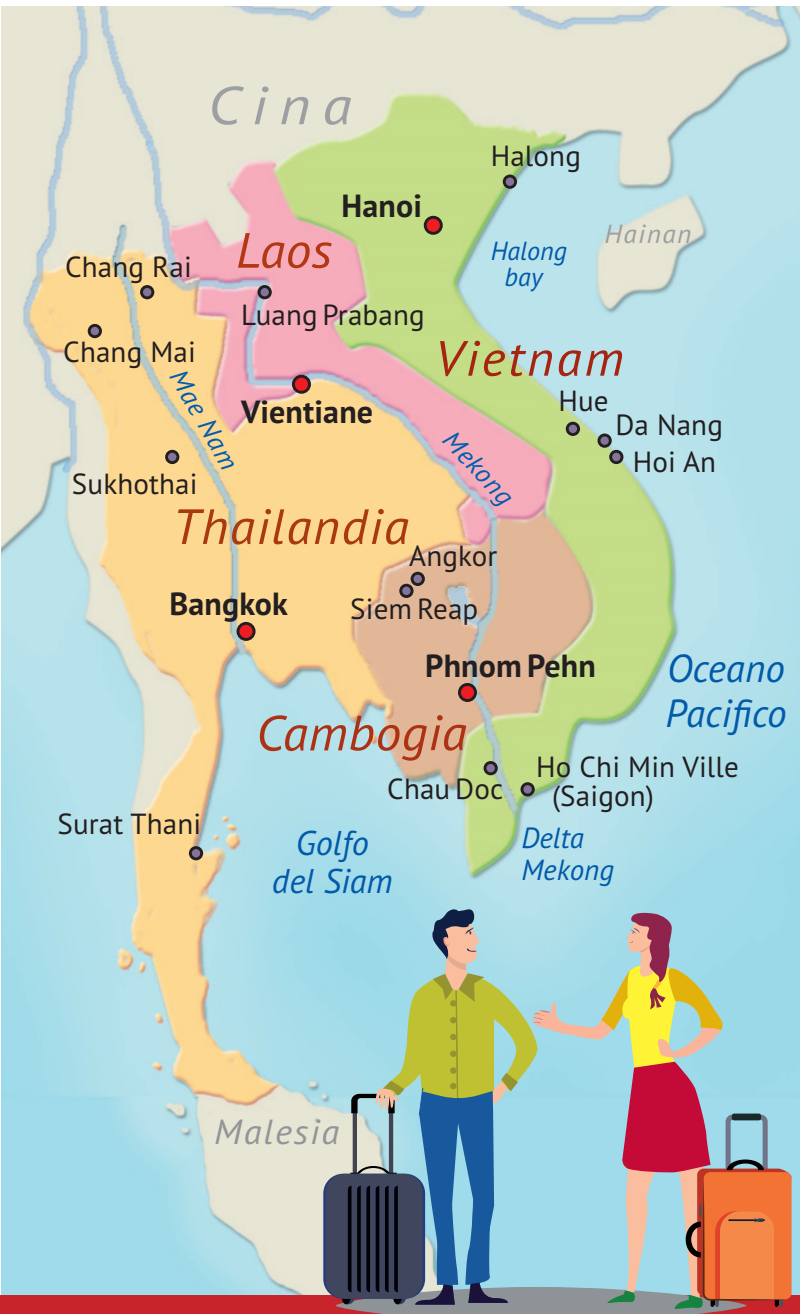 Cina
Halong
Hanoi
Hainan
Laos
Halong
bay
Chang Rai
Luang Prabang
Chang Mai
Vietnam
Mae Nam
Vientiane
Hue
Da Nang
Hoi An
Mekong
Sukhothai
Thailandia
Angkor
Siem Reap
Bangkok
Phnom Pehn
Oceano
Pacifico
Cambogia
Chau Doc
Ho Chi Min Ville
(Saigon)
Surat Thani
Golfo
del Siam
Delta
Mekong
Malesia